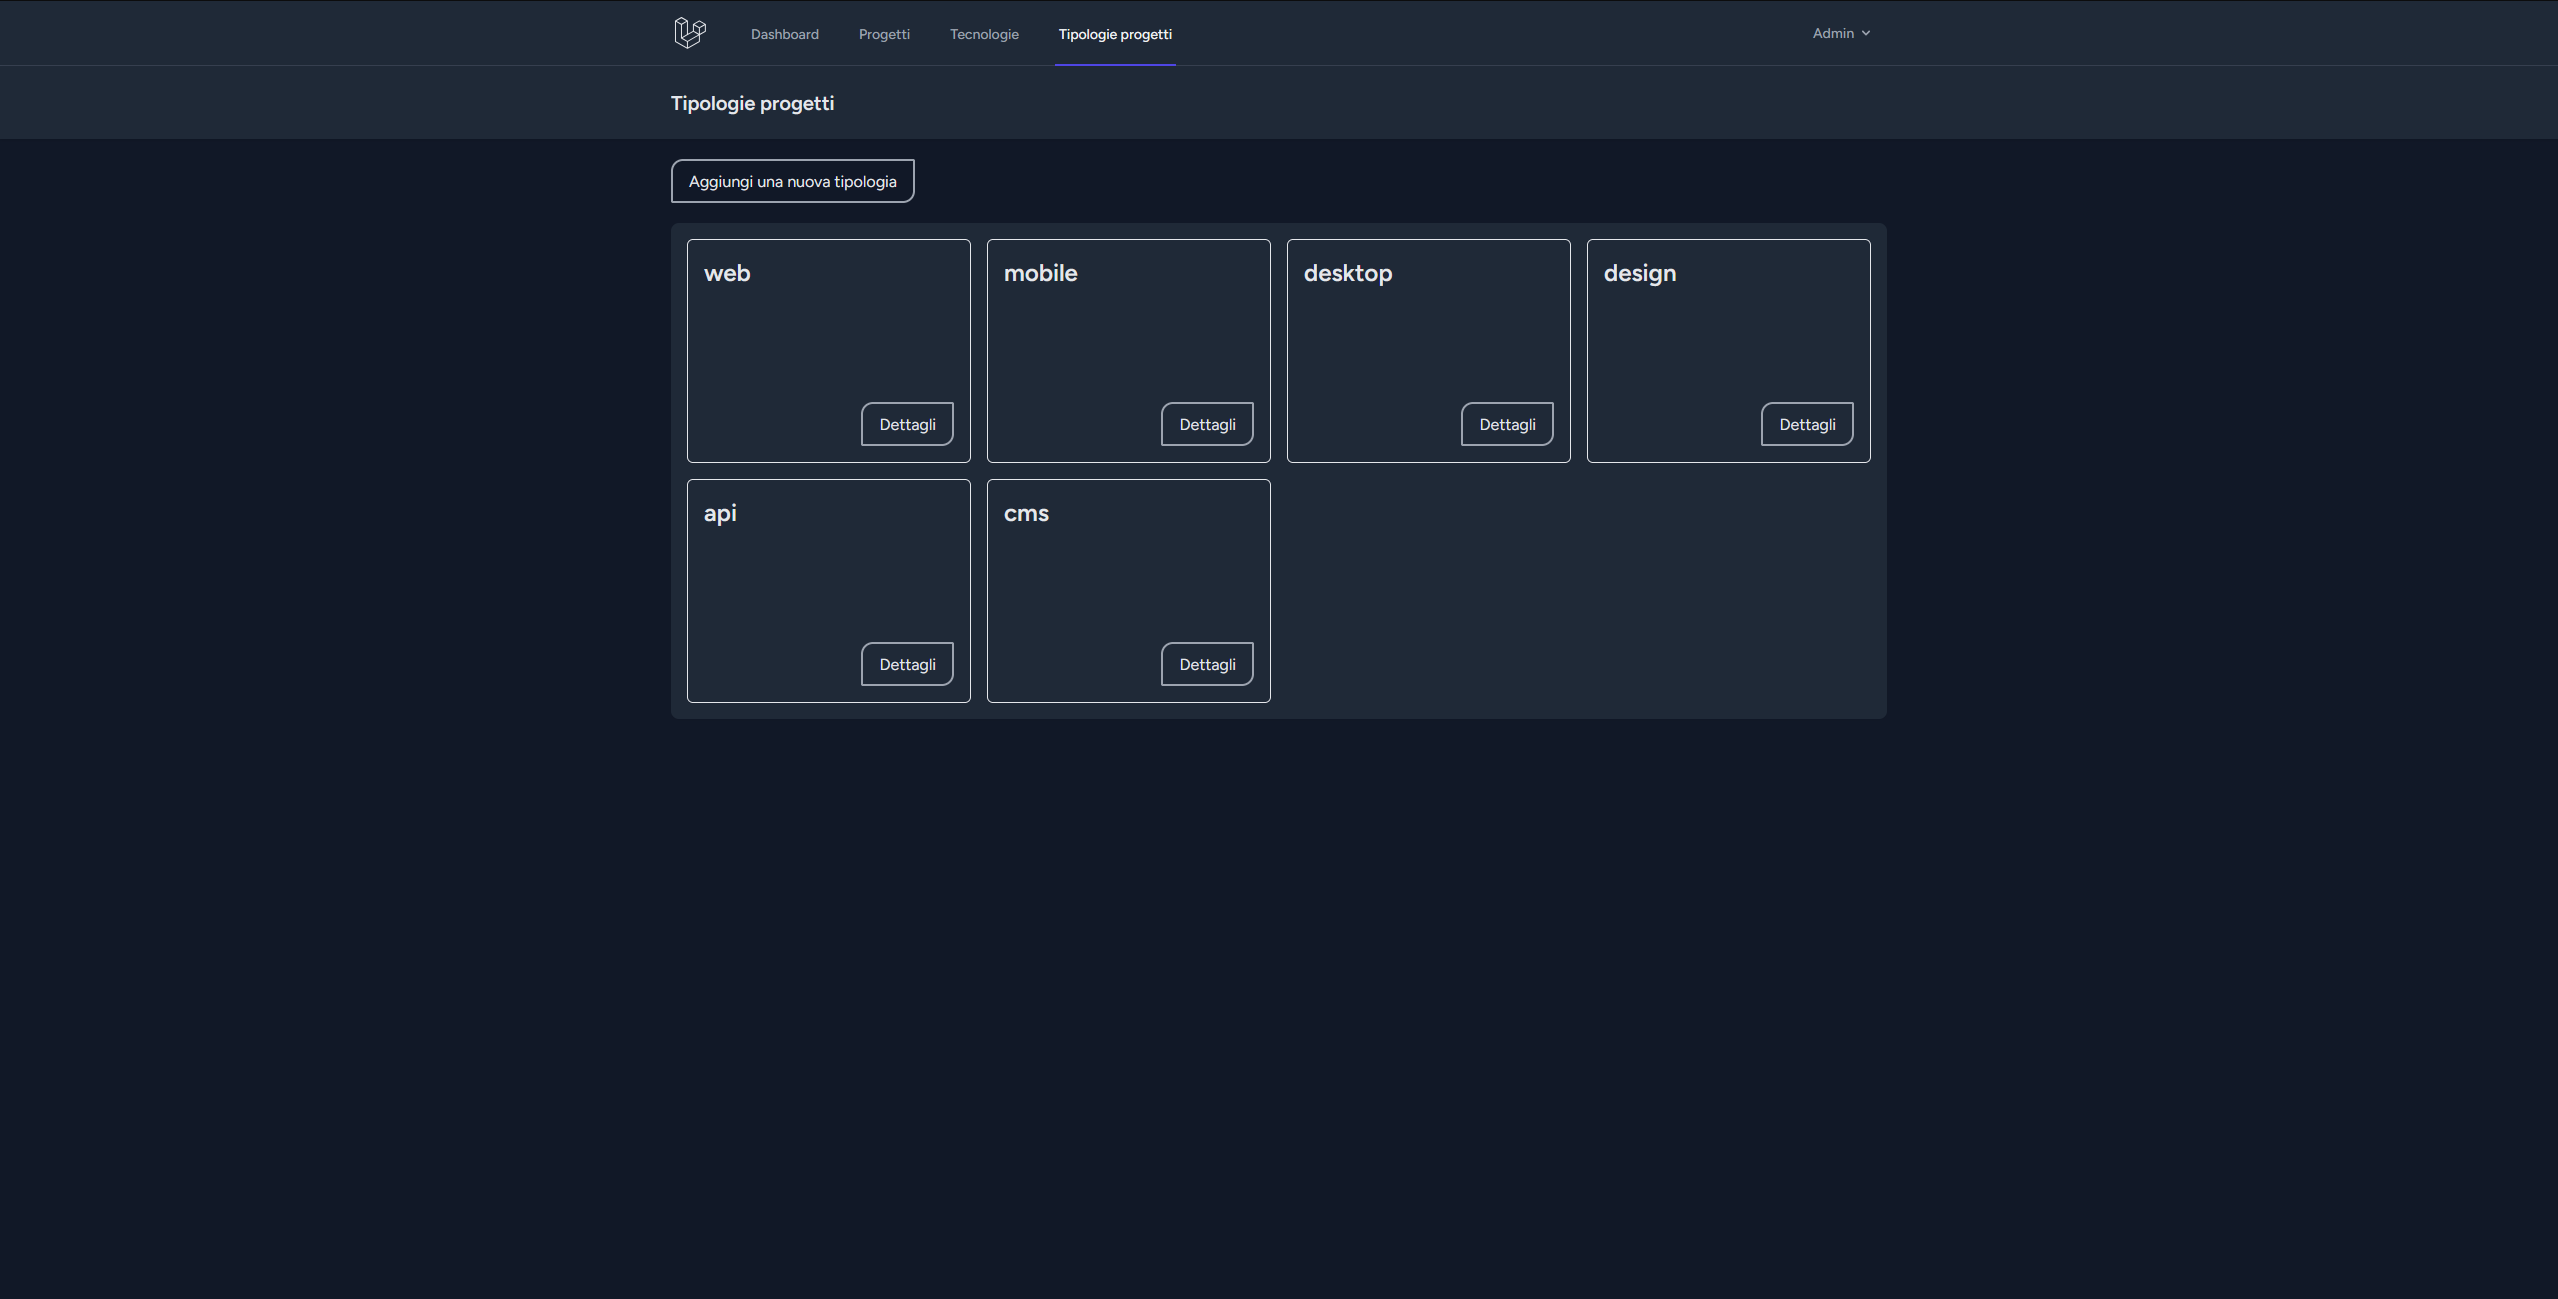 Dashboard Progetti Tecnologie Tipologie progetti Admin
Tipologie progetti
Aggiungi una nuova tipologia
web mobile desktop design
Dettagli Dettagli Dettagli Dettagli
api cms
Dettagli Dettagli